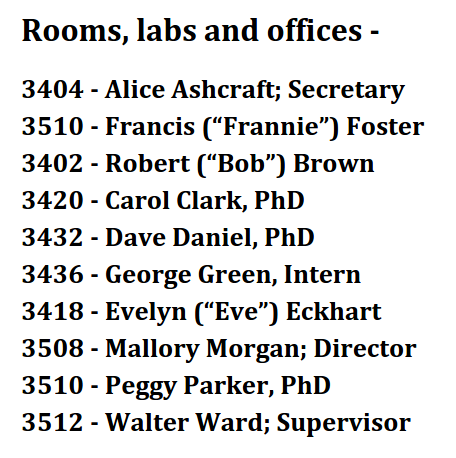 Rooms, labs and offices -
3404 - Alice Ashcraft; Secretary
3510 - Francis (“Frannie”) Foster
3402 - Robert (“Bob”) Brown
3420 - Carol Clark, PhD
3432 - Dave Daniel, PhD
3436 - George Green, Intern
3418 - Evelyn (“Eve”) Eckhart
3508 - Mallory Morgan; Director
3510 - Peggy Parker, PhD
3512 - Walter Ward; Supervisor